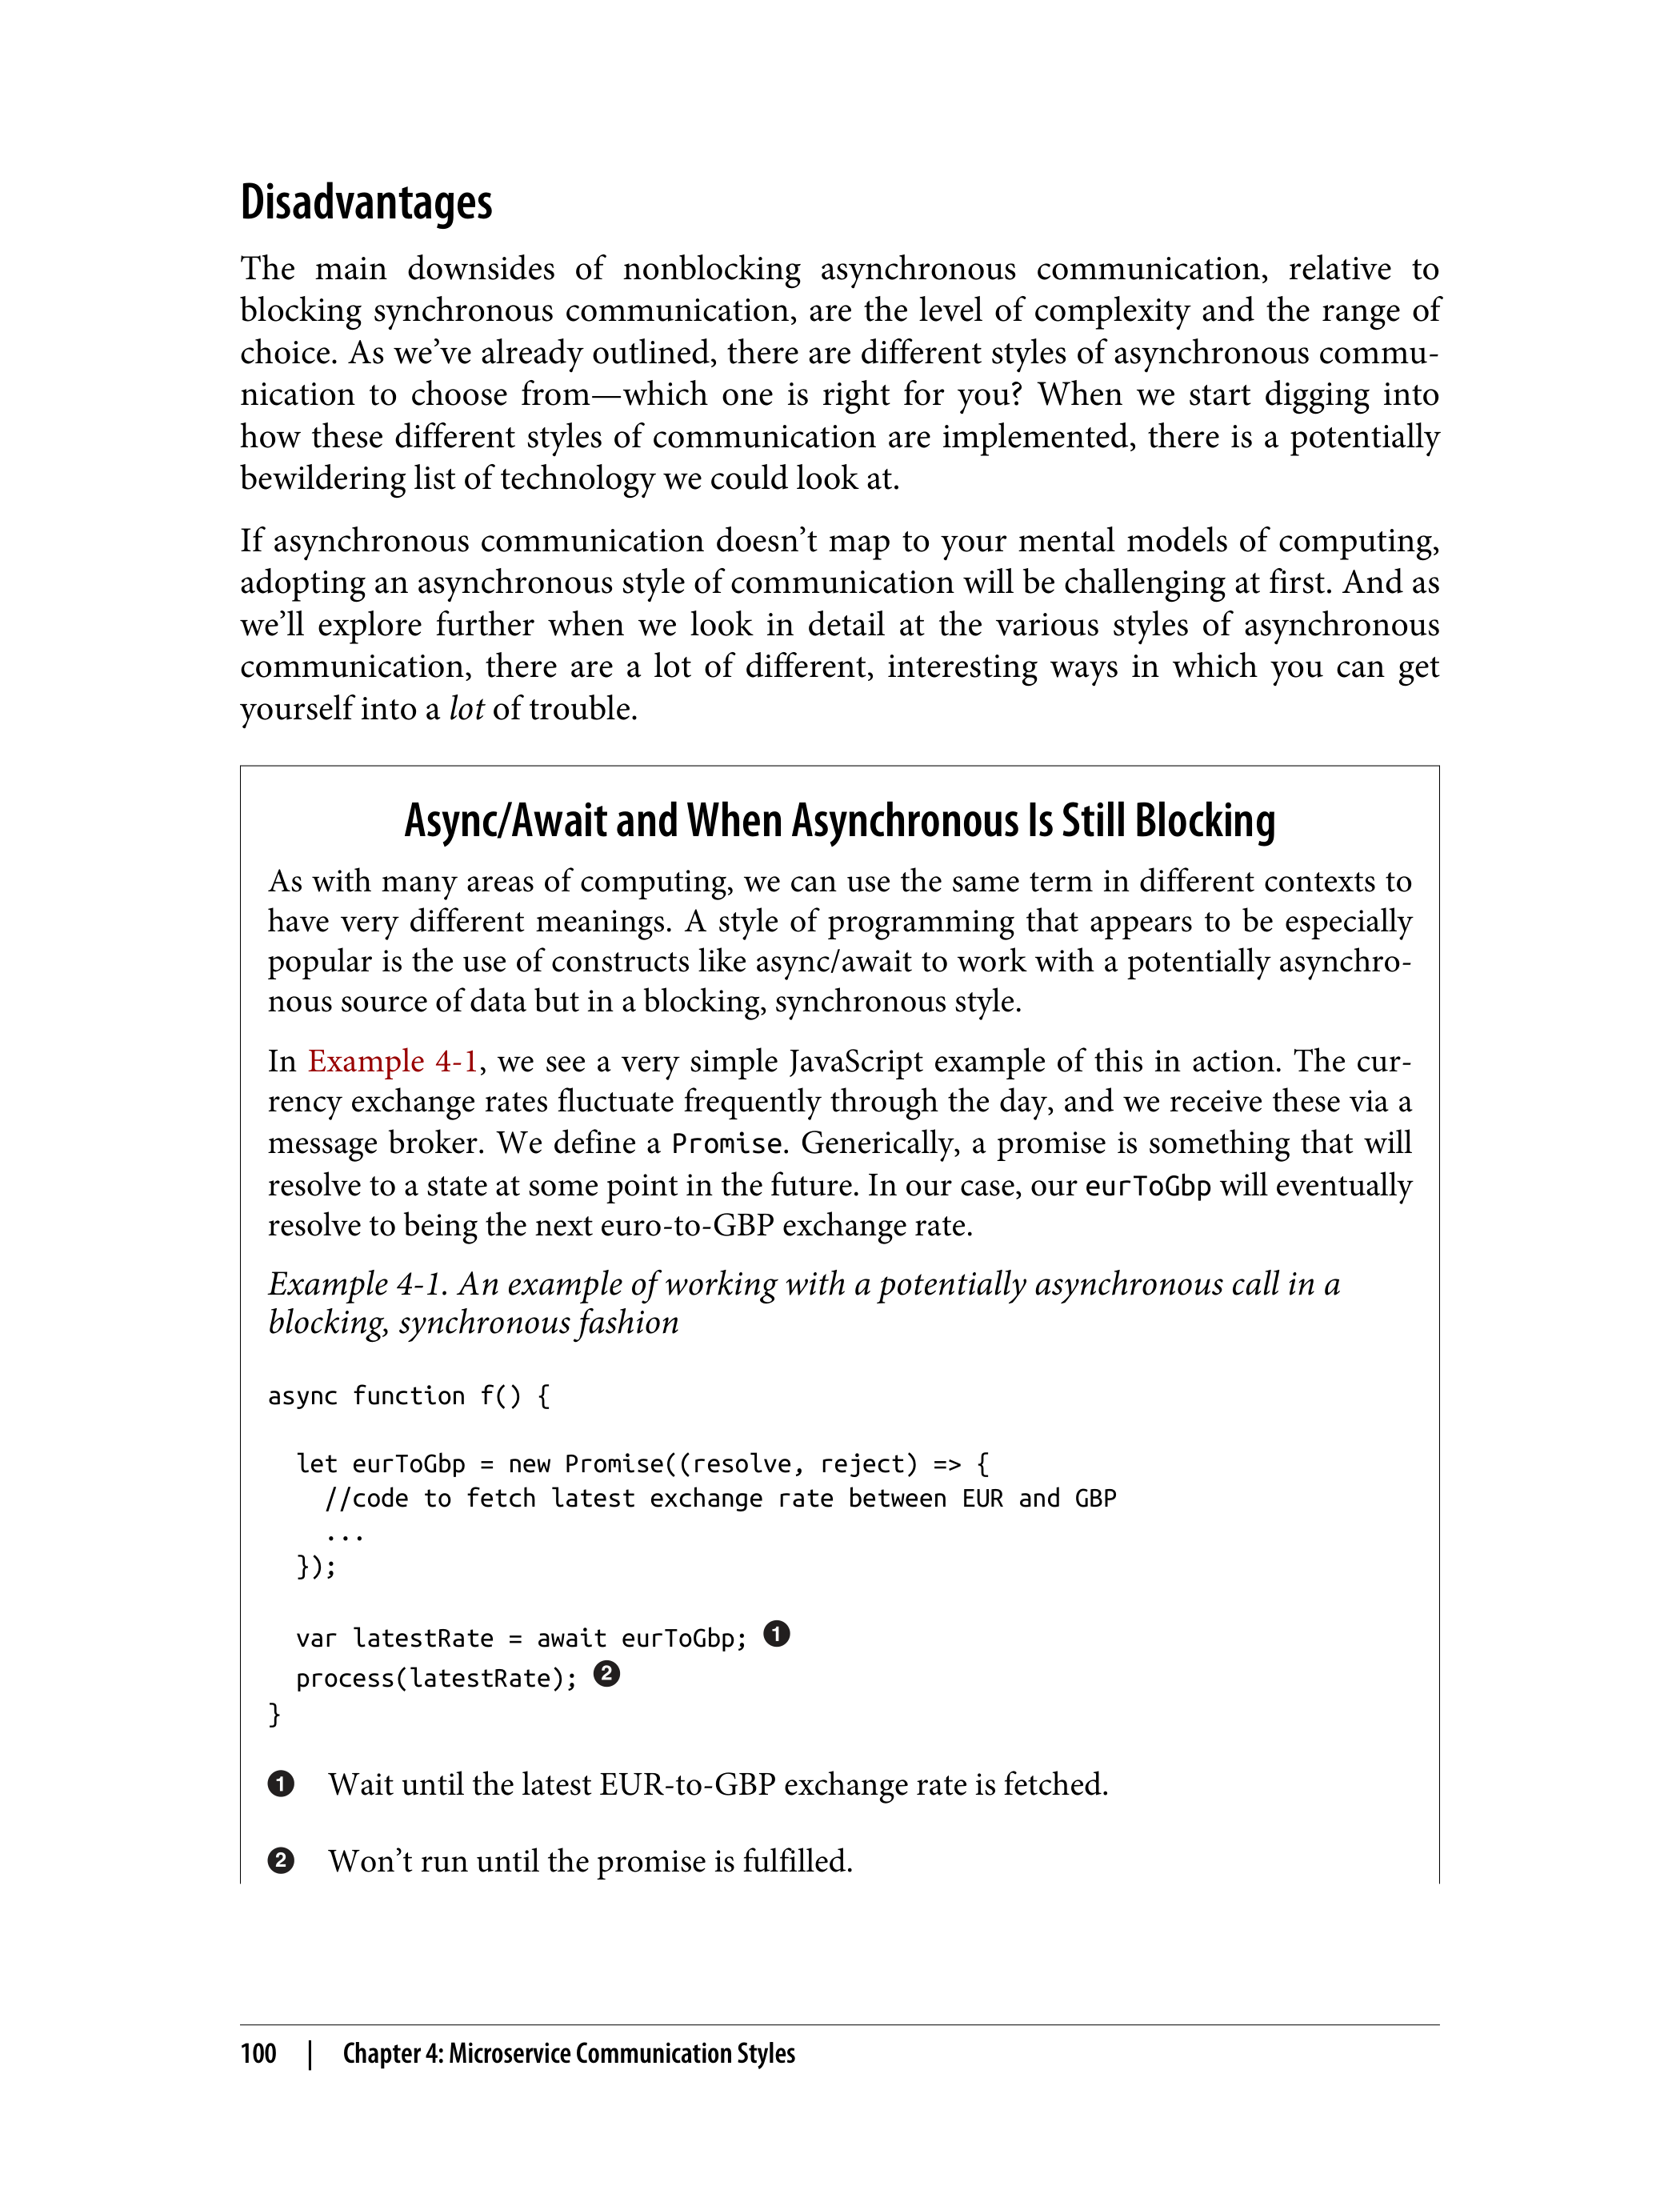 Disadvantages
The main downsides of nonblocking asynchronous communication, relative to
blocking synchronous communication, are the level of complexity and the range of
choice. As we’ve already outlined, there are different styles of asynchronous commu-
nication to choose from—which one is right for you? When we start digging into
how these different styles of communication are implemented, there is a potentially
bewildering list of technology we could look at.
If asynchronous communication doesn’t map to your mental models of computing,
adopting an asynchronous style of communication will be challenging at first. And as
we’ll explore further when we look in detail at the various styles of asynchronous
communication, there are a lot of different, interesting ways in which you can get
yourself into a lot of trouble.
Async/Await and When Asynchronous Is Still Blocking
As with many areas of computing, we can use the same term in different contexts to
have very different meanings. A style of programming that appears to be especially
popular is the use of constructs like async/await to work with a potentially asynchro-
nous source of data but in a blocking, synchronous style.
In Example 4-1, we see a very simple JavaScript example of this in action. The cur-
rency exchange rates fluctuate frequently through the day, and we receive these via a
message broker. We define a Promise. Generically, a promise is something that will
resolve to a state at some point in the future. In our case, our eurToGbp will eventually
resolve to being the next euro-to-GBP exchange rate.
Example 4-1. An example of working with a potentially asynchronous call in a
blocking, synchronous fashion
async function f() {
  let eurToGbp = new Promise((resolve, reject) => {
    //code to fetch latest exchange rate between EUR and GBP
    ...
  });
  var latestRate = await eurToGbp; ❶
  process(latestRate); ❷
}
❶ Wait until the latest EUR-to-GBP exchange rate is fetched.
❷ Won’t run until the promise is fulfilled.
100 | Chapter 4: Microservice Communication Styles